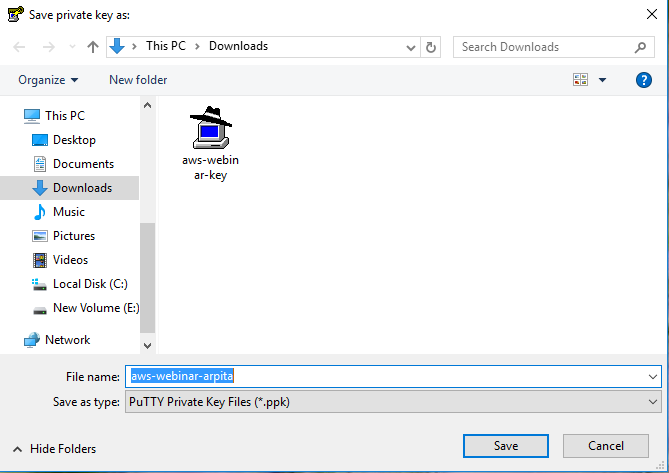 Save private key as:
This PC > Downloads
Search Downloads
Organize
New folder
This PC
Desktop
Documents
Downloads
Music
Pictures
Videos
Local Disk (C:)
New Volume (E:)
Network
aws-webin
ar-key
File name: aws-webinar-arpita
Save as type: PuTTY Private Key Files (*.ppk)
Hide Folders
Save
Cancel